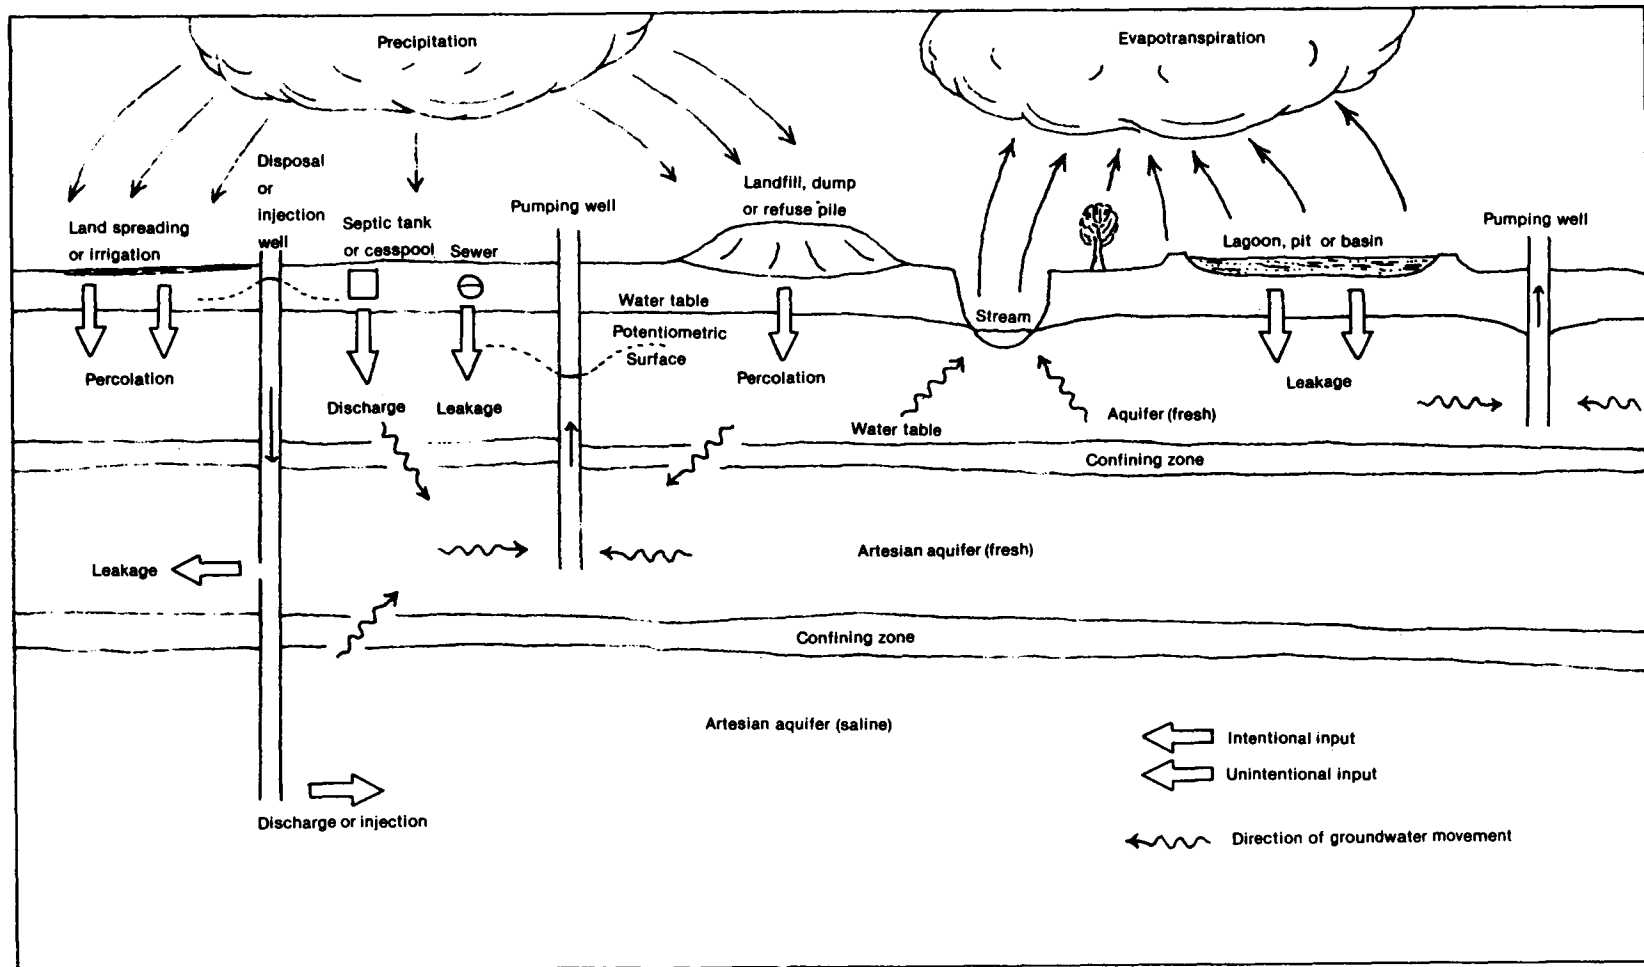 Precipitation
Evapotranspiration
Disposal
or
injection
well
Land spreading
or irrigation
Septic tank
or cesspool
Sewer
Pumping well
Landfill, dump
or refuse pile
Lagoon, pit or basin
Pumping well
Water table
Potentiometric
Surface
Stream
Percolation
Discharge
Leakage
Percolation
Water table
Aquifer (fresh)
Leakage
Confining zone
Artesian aquifer (fresh)
Leakage
Confining zone
Artesian aquifer (saline)
Intentional input
Unintentional input
Discharge or injection
Direction of groundwater movement